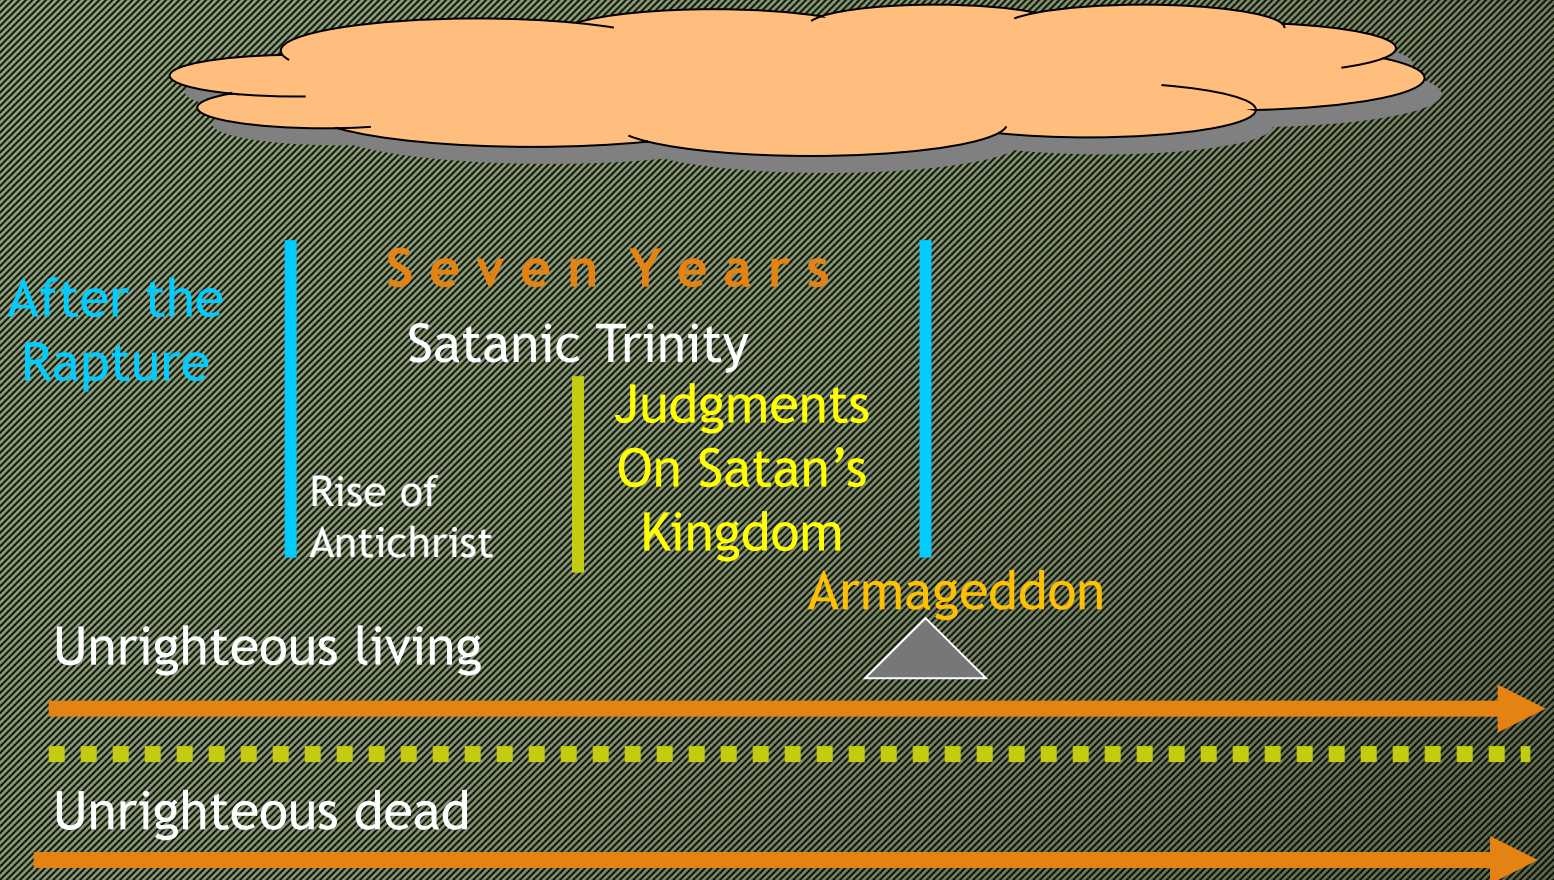 S e v e n  Y e a r s
After the
Rapture
Satanic Trinity
Judgments
On Satan’s
Kingdom
Rise of
Antichrist
Armageddon
Unrighteous living
Unrighteous dead